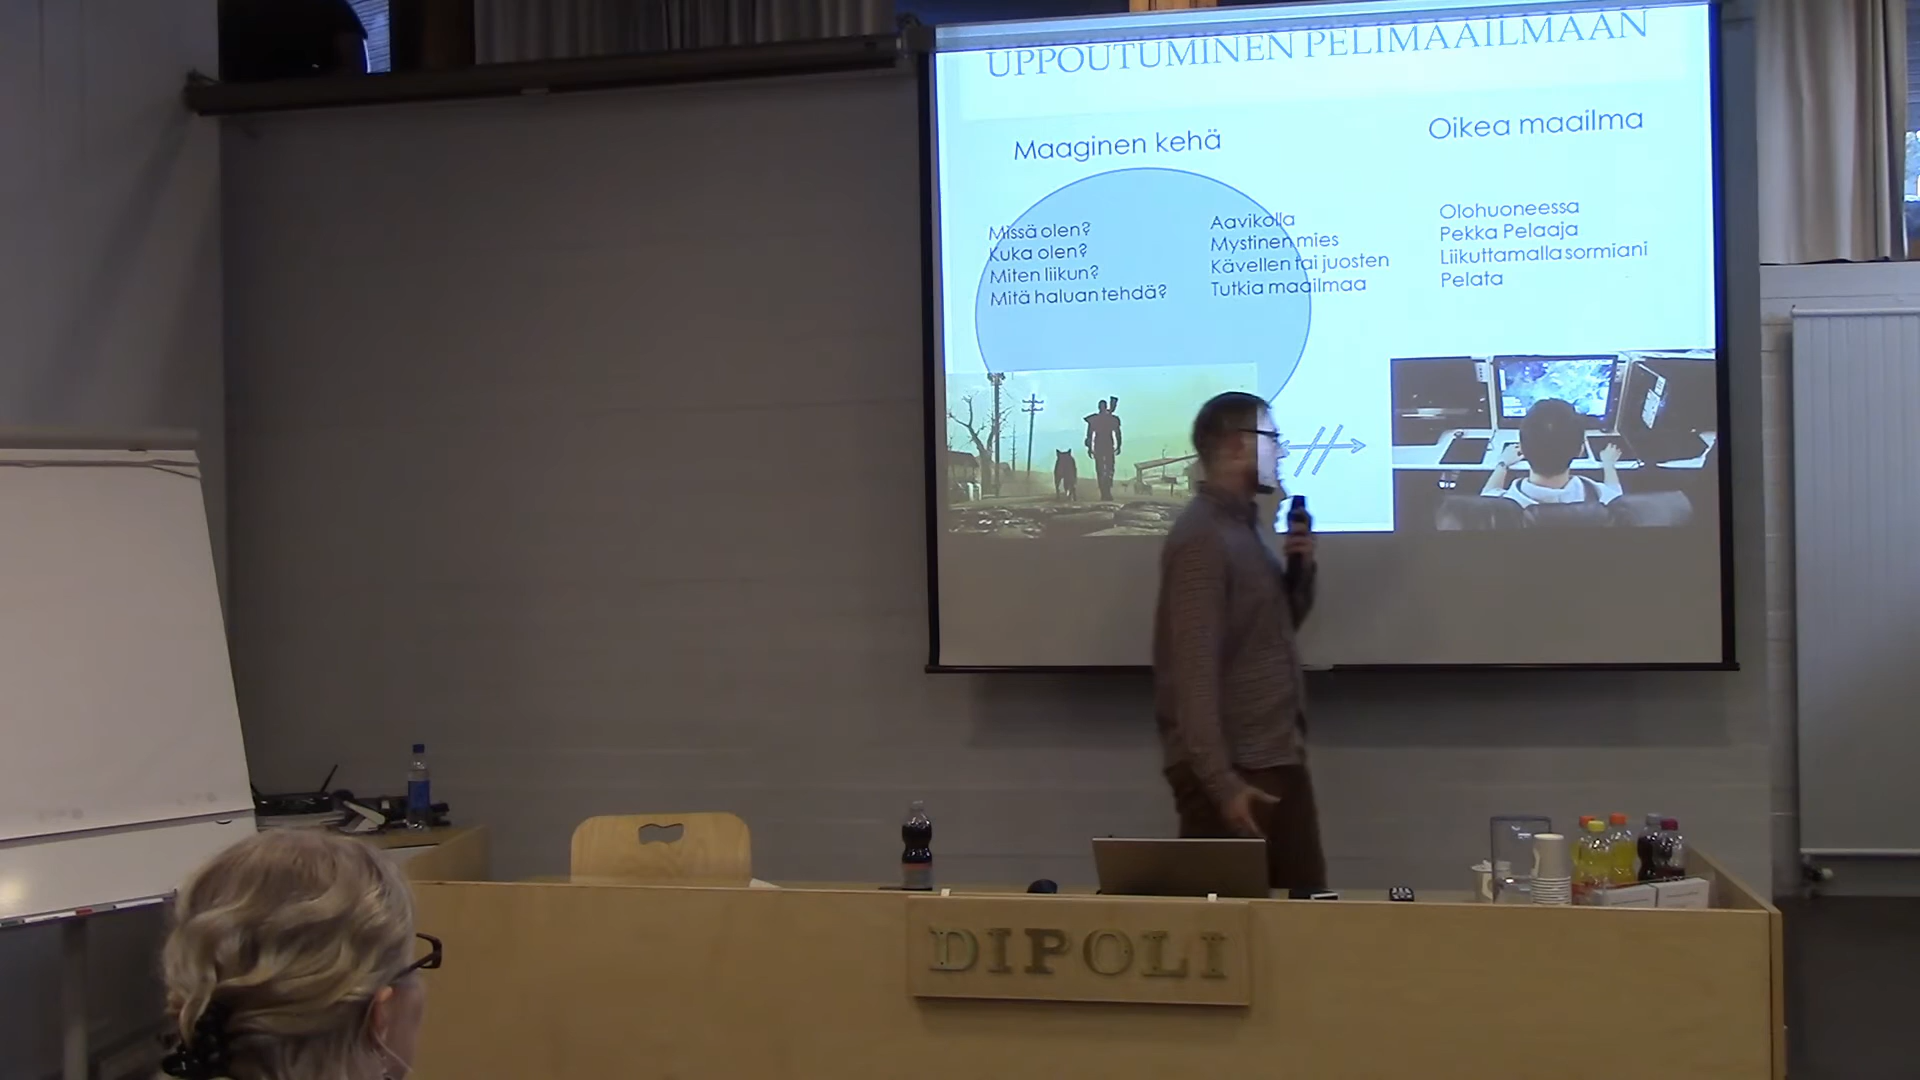 UPPOUTUMINEN PELIMAAILMAAN
Maaginen kehä
Oikea maailma
Missä olen?
Kuka olen?
Miten liikun?
Mitä haluan tehdä?
Aavikolla
Mystinen mies
Kävellen tai juosten
Tutkia maailmaa
Olohuoneessa
Pekka Pelaaja
Liikuttamalla sormiani
Pelata
DIPOLI